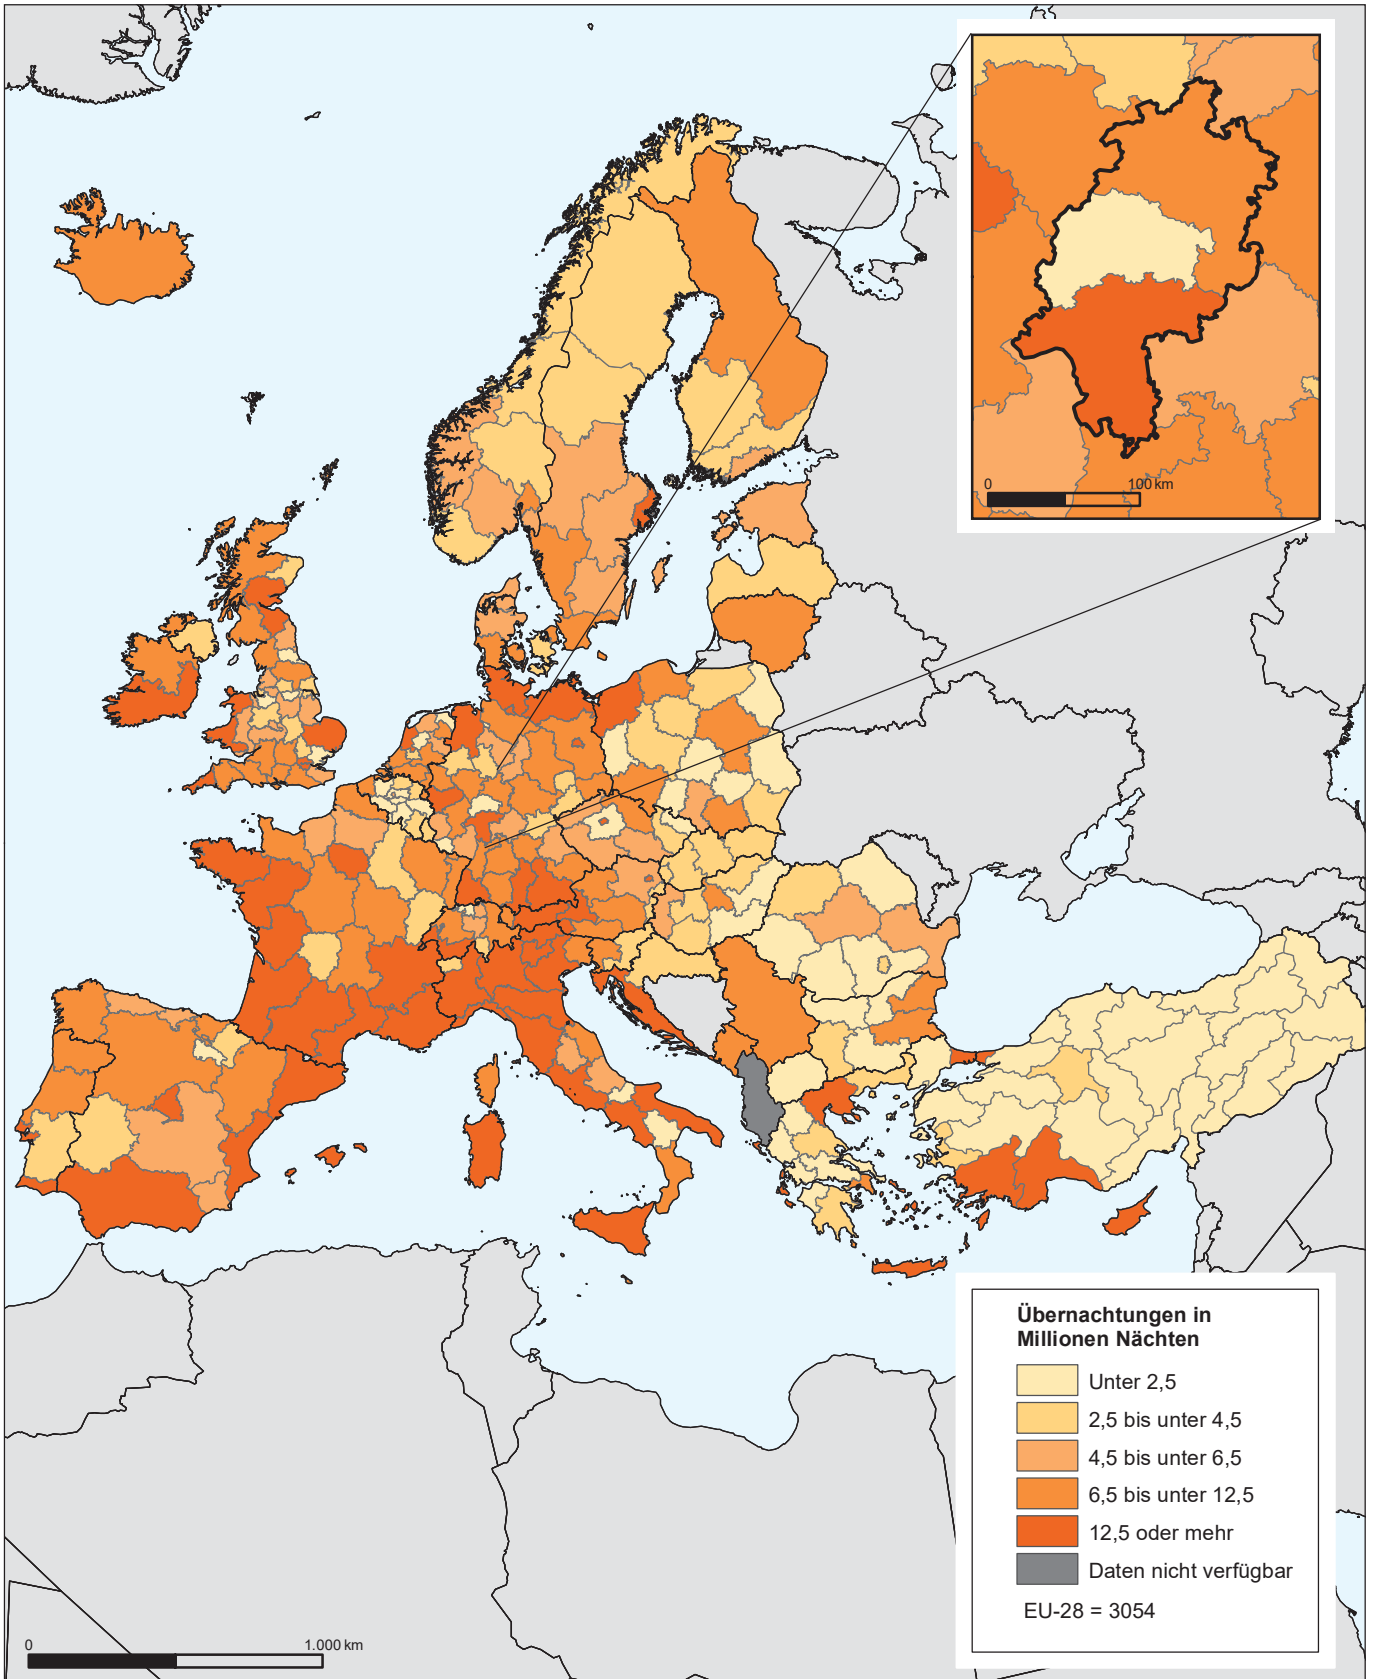 0
100 km
Übernachtungen in
Millionen Nächten
Unter 2,5
2,5 bis unter 4,5
4,5 bis unter 6,5
6,5 bis unter 12,5
12,5 oder mehr
Daten nicht verfügbar
EU-28 = 3054
0
1.000 km